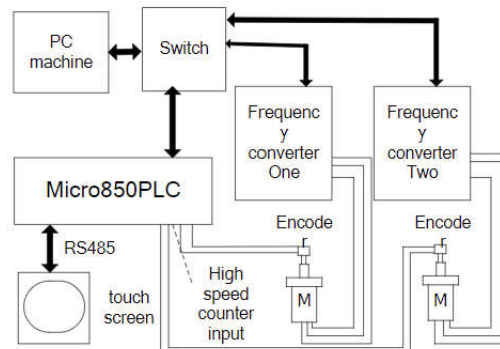 PC
machine
Switch
Frequenc
y
converter
One
Frequenc
y
converter
Two
Micro850PLC
RS485
touch
screen
High
speed
counter
input
Encode
r
M
Encode
r
M